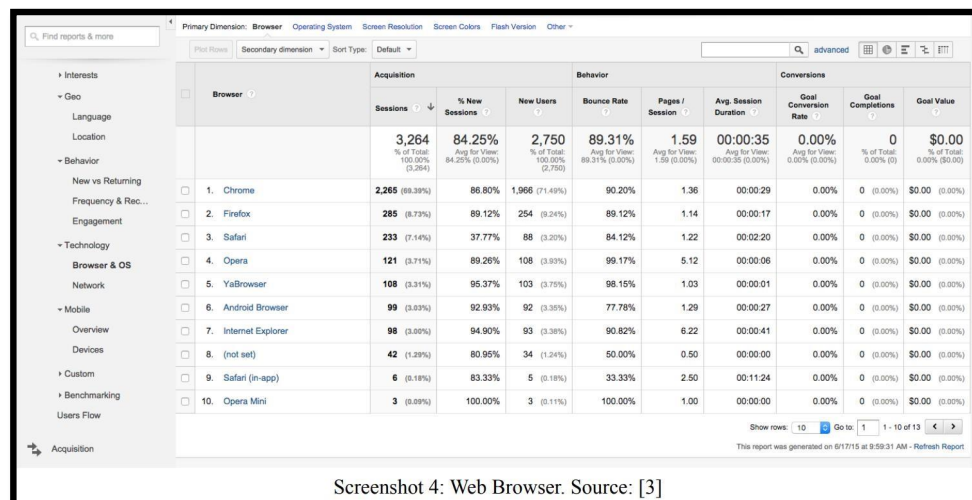 Find reports & more
Interests
Geo
Language
Location
Behavior
New vs Returning
Frequency & Rec...
Engagement
Technology
Browser & OS
Network
Mobile
Overview
Devices
Custom
Benchmarking
Users Flow
Acquisition
Primary Dimension: Browser Operating System Screen Resolution Screen Colors Flash Version Other
Plot Rows Secondary dimension Sort Type: Default advanced
Browser ? Acquisition Behavior Conversions
Sessions ? % New Sessions ? New Users ? Bounce Rate ? Pages / Session ? Avg. Session Duration ? Goal Conversion Rate ? Goal Completions ? Goal Value ?
3,264 84.25% 2,750 89.31% 1.59 00:00:35 0.00% 0 $0.00
% of Total: 100.00% (3,264) Avg for View: 84.25% (0.00%) % of Total: 100.00% (2,750) Avg for View: 89.31% (0.00%) Avg for View: 1.59 (0.00%) Avg for View: 00:00:35 (0.00%) Avg for View: 0.00% (0.00%) % of Total: 0.00% (0) % of Total: 0.00% ($0.00)
1. Chrome 2,265 (69.39%) 86.80% 1,966 (71.49%) 90.20% 1.36 00:00:29 0.00% 0 (0.00%) $0.00 (0.00%)
2. Firefox 285 (8.73%) 89.12% 254 (9.24%) 89.12% 1.14 00:00:17 0.00% 0 (0.00%) $0.00 (0.00%)
3. Safari 233 (7.14%) 37.77% 88 (3.20%) 84.12% 1.22 00:02:20 0.00% 0 (0.00%) $0.00 (0.00%)
4. Opera 121 (3.71%) 89.26% 108 (3.93%) 99.17% 5.12 00:00:06 0.00% 0 (0.00%) $0.00 (0.00%)
5. YaBrowser 108 (3.31%) 95.37% 103 (3.75%) 98.15% 1.03 00:00:01 0.00% 0 (0.00%) $0.00 (0.00%)
6. Android Browser 99 (3.03%) 92.93% 92 (3.35%) 77.78% 1.29 00:00:27 0.00% 0 (0.00%) $0.00 (0.00%)
7. Internet Explorer 98 (3.00%) 94.90% 93 (3.38%) 90.82% 6.22 00:00:41 0.00% 0 (0.00%) $0.00 (0.00%)
8. (not set) 42 (1.29%) 80.95% 34 (1.24%) 50.00% 0.50 00:00:00 0.00% 0 (0.00%) $0.00 (0.00%)
9. Safari (in-app) 6 (0.18%) 83.33% 5 (0.18%) 33.33% 2.50 00:11:24 0.00% 0 (0.00%) $0.00 (0.00%)
10. Opera Mini 3 (0.09%) 100.00% 3 (0.11%) 100.00% 1.00 00:00:00 0.00% 0 (0.00%) $0.00 (0.00%)
Show rows: 10 Go to: 1 1 - 10 of 13
This report was generated on 6/17/15 at 9:59:31 AM - Refresh Report
Screenshot 4: Web Browser. Source: [3]